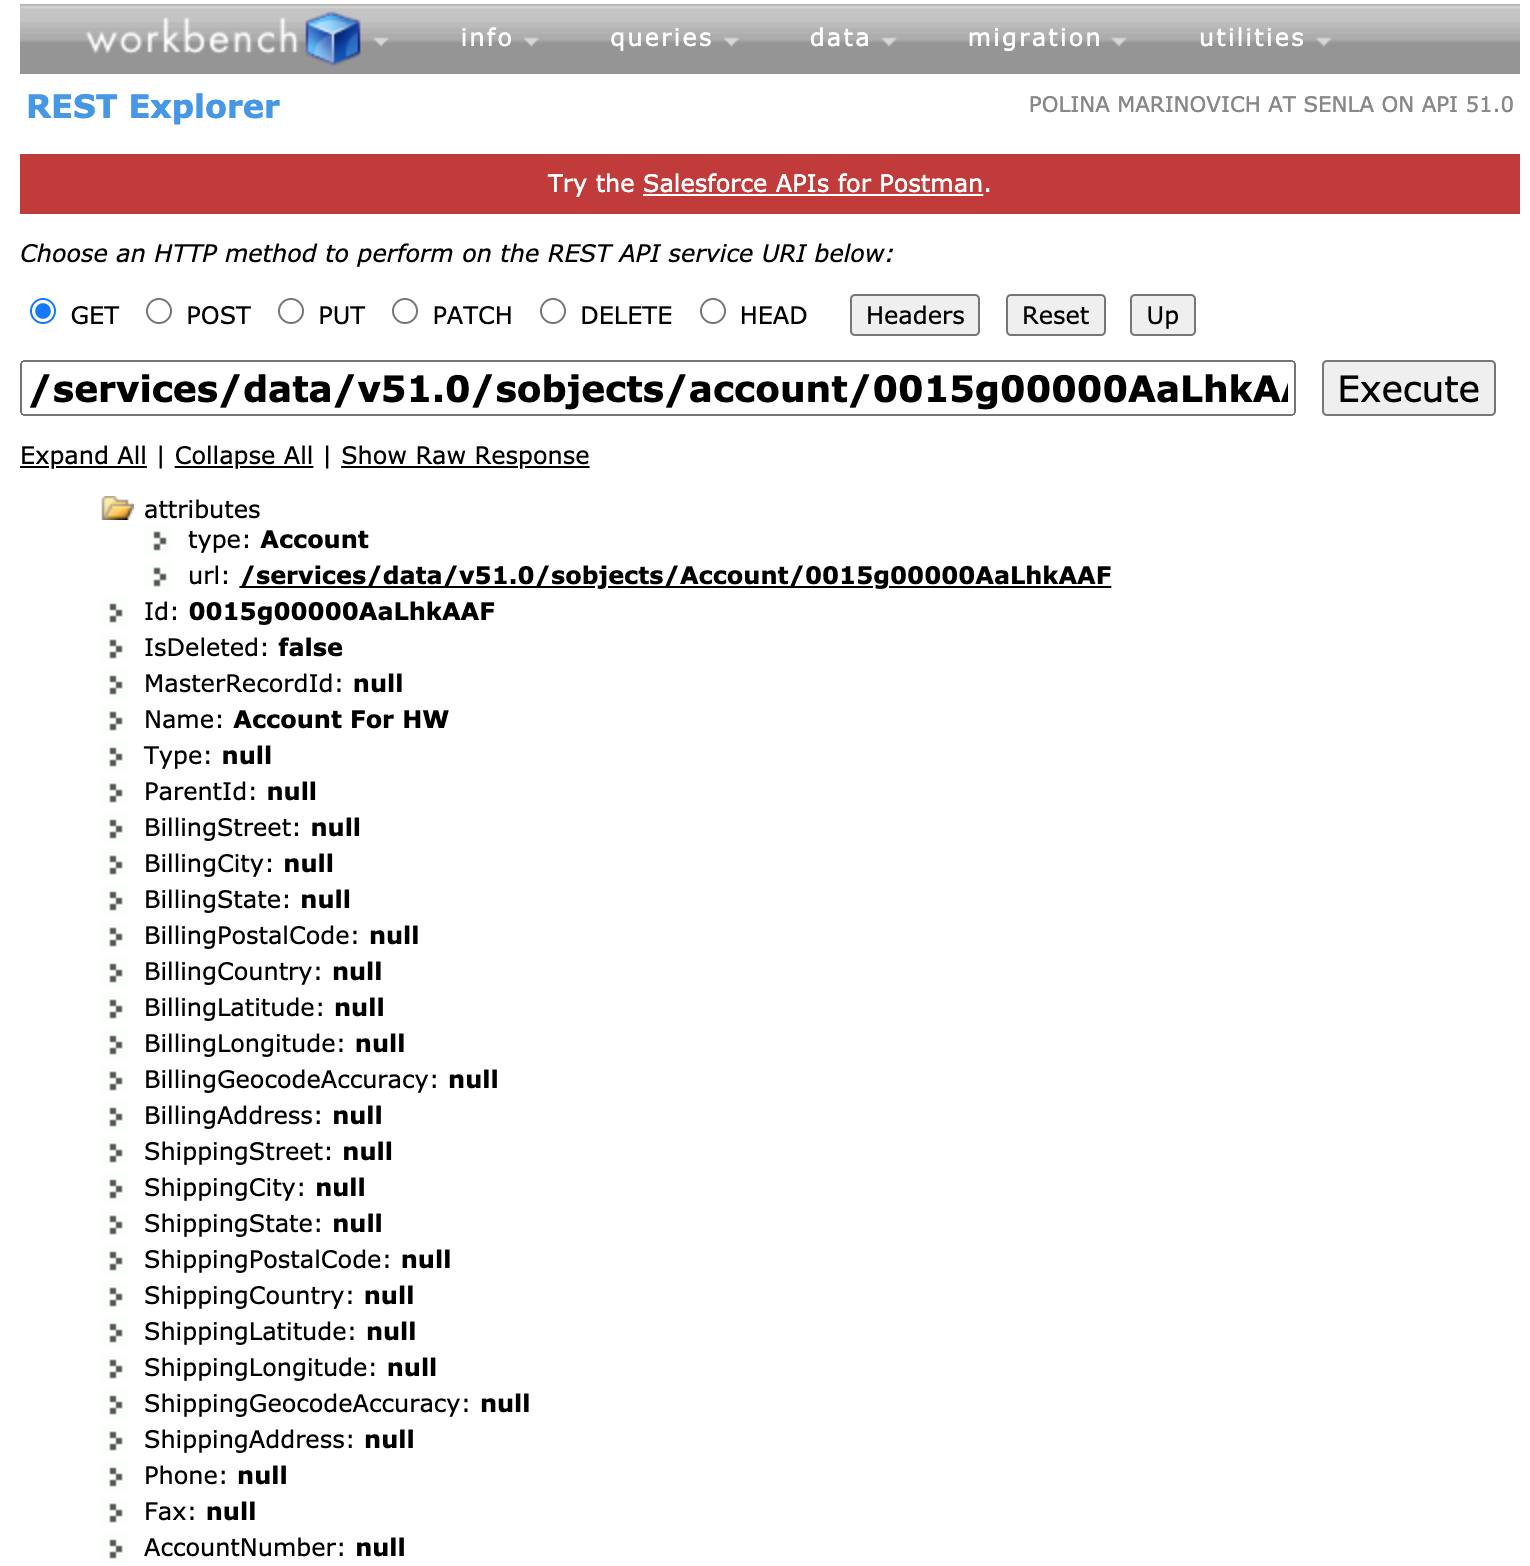 workbench info queries data migration utilities
REST Explorer POLINA MARINOVICH AT SENLA ON API 51.0
Try the Salesforce APIs for Postman.
Choose an HTTP method to perform on the REST API service URI below:
GET POST PUT PATCH DELETE HEAD Headers Reset Up
/services/data/v51.0/sobjects/account/0015g00000AaLhkA Execute
Expand All | Collapse All | Show Raw Response
attributes
type: Account
url: /services/data/v51.0/sobjects/Account/0015g00000AaLhkAAF
Id: 0015g00000AaLhkAAF
IsDeleted: false
MasterRecordId: null
Name: Account For HW
Type: null
ParentId: null
BillingStreet: null
BillingCity: null
BillingState: null
BillingPostalCode: null
BillingCountry: null
BillingLatitude: null
BillingLongitude: null
BillingGeocodeAccuracy: null
BillingAddress: null
ShippingStreet: null
ShippingCity: null
ShippingState: null
ShippingPostalCode: null
ShippingCountry: null
ShippingLatitude: null
ShippingLongitude: null
ShippingGeocodeAccuracy: null
ShippingAddress: null
Phone: null
Fax: null
AccountNumber: null